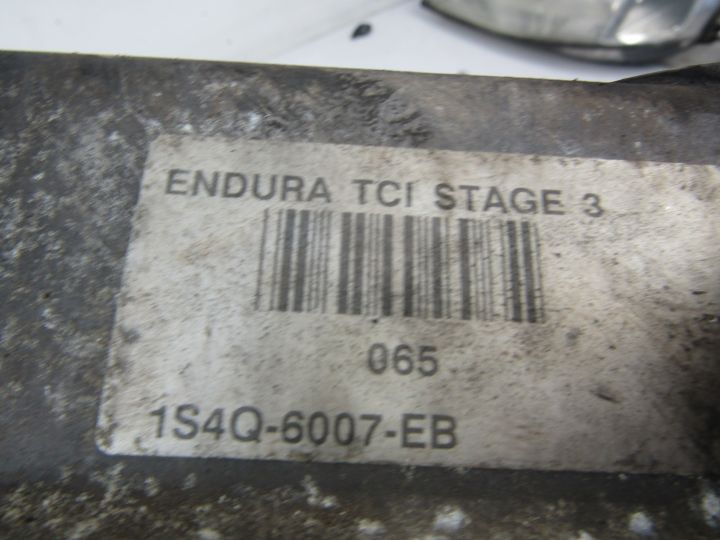 ENDURA TCI STAGE 3
065
1S4Q-6007-EB